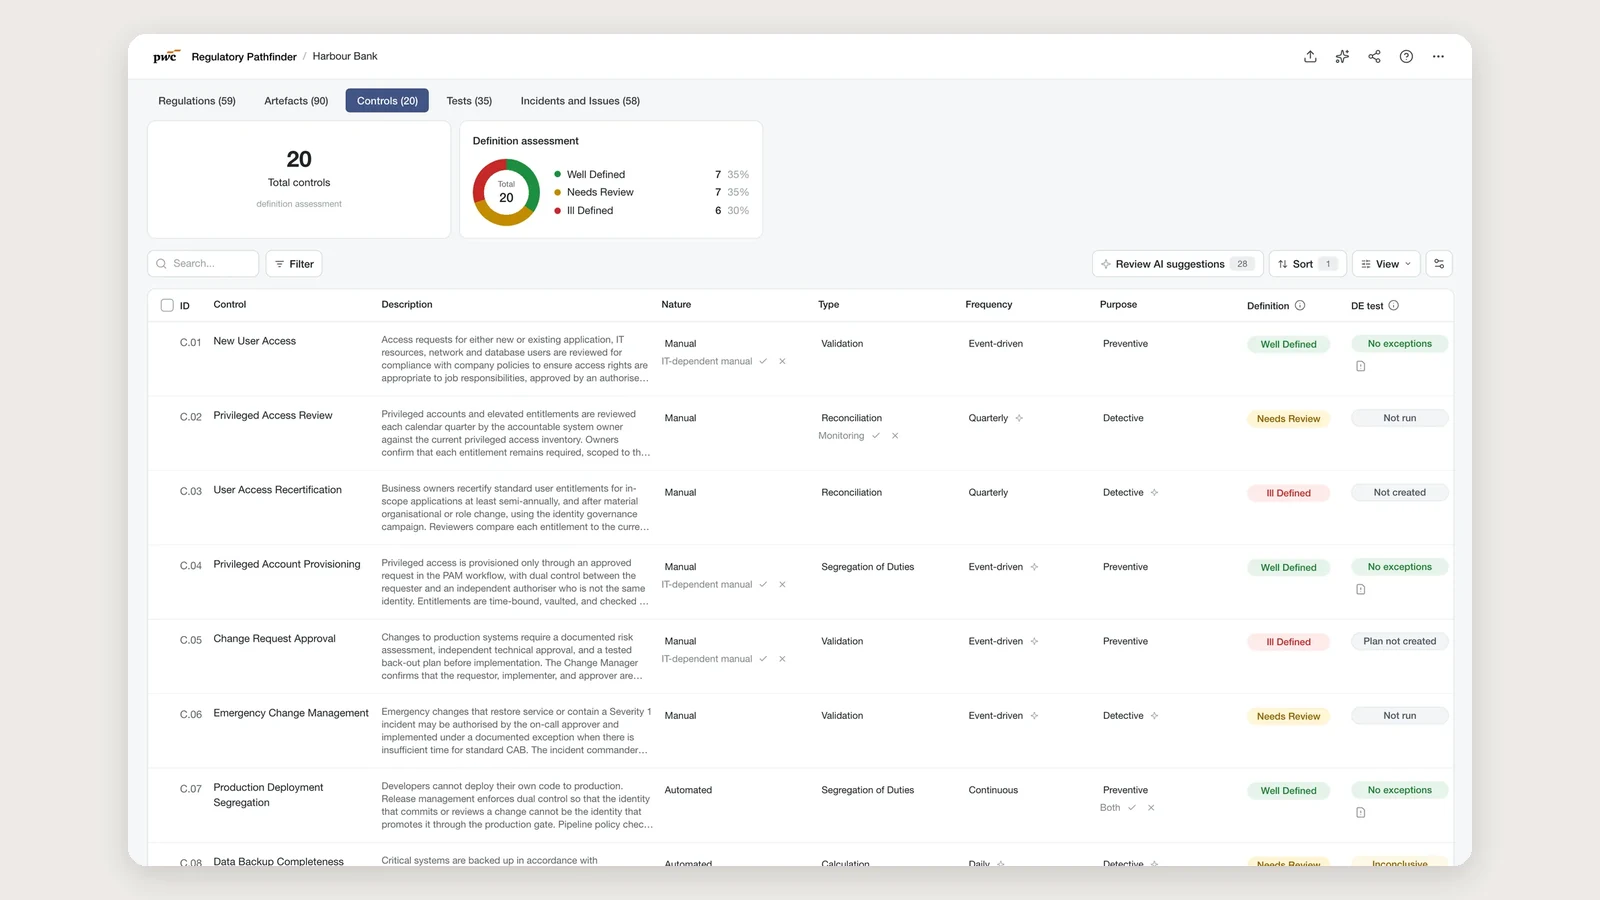 pwc Regulatory Pathfinder / Harbour Bank
Regulations (59) Artefacts (90) Controls (20) Tests (35) Incidents and Issues (58)
20
Total controls
definition assessment
Definition assessment
Total
20
Well Defined 7 35%
Needs Review 7 35%
Ill Defined 6 30%
Search... Filter Review AI suggestions 28 Sort 1 View
ID Control Description Nature Type Frequency Purpose Definition DE test
C.01 New User Access
Access requests for either new or existing application, IT
resources, network and database users are reviewed for
compliance with company policies to ensure access rights are
appropriate to job responsibilities, approved by an authorise...
Manual
IT-dependent manual
Validation
Event-driven
Preventive
Well Defined
No exceptions
C.02 Privileged Access Review
Privileged accounts and elevated entitlements are reviewed
each calendar quarter by the accountable system owner
against the current privileged access inventory. Owners
confirm that each entitlement remains required, scoped to th...
Manual
Reconciliation
Monitoring
Quarterly
Detective
Needs Review
Not run
C.03 User Access Recertification
Business owners recertify standard user entitlements for in-
scope applications at least semi-annually, and after material
organisational or role change, using the identity governance
campaign. Reviewers compare each entitlement to the curre...
Manual
Reconciliation
Quarterly
Detective
Ill Defined
Not created
C.04 Privileged Account Provisioning
Privileged access is provisioned only through an approved
request in the PAM workflow, with dual control between the
requester and an independent authoriser who is not the same
identity. Entitlements are time-bound, vaulted, and checked ...
Manual
IT-dependent manual
Segregation of Duties
Event-driven
Preventive
Well Defined
No exceptions
C.05 Change Request Approval
Changes to production systems require a documented risk
assessment, independent technical approval, and a tested
back-out plan before implementation. The Change Manager
confirms that the requestor, implementer, and approver are...
Manual
IT-dependent manual
Validation
Event-driven
Preventive
Ill Defined
Plan not created
C.06 Emergency Change Management
Emergency changes that restore service or contain a Severity 1
incident may be authorised by the on-call approver and
implemented under a documented exception when there is
insufficient time for standard CAB. The incident commander...
Manual
Validation
Event-driven
Detective
Needs Review
Not run
C.07 Production Deployment
Segregation
Developers cannot deploy their own code to production.
Release management enforces dual control so that the identity
that commits or reviews a change cannot be the identity that
promotes it through the production gate. Pipeline policy chec...
Automated
Segregation of Duties
Continuous
Preventive
Both
Well Defined
No exceptions
C.08 Data Backup Completeness
Critical systems are backed up in accordance with
Automated
Calculation
Daily
Detective
Needs Review
Inconclusive